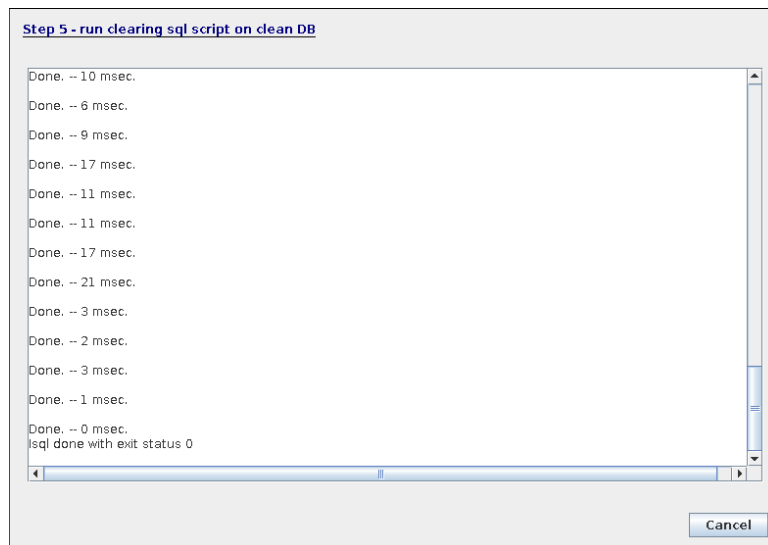 Step 5 - run clearing sql script on clean DB
Done. -- 10 msec.
Done. -- 6 msec.
Done. -- 9 msec.
Done. -- 17 msec.
Done. -- 11 msec.
Done. -- 11 msec.
Done. -- 17 msec.
Done. -- 21 msec.
Done. -- 3 msec.
Done. -- 2 msec.
Done. -- 3 msec.
Done. -- 1 msec.
Done. -- 0 msec.
Isql done with exit status 0
Cancel